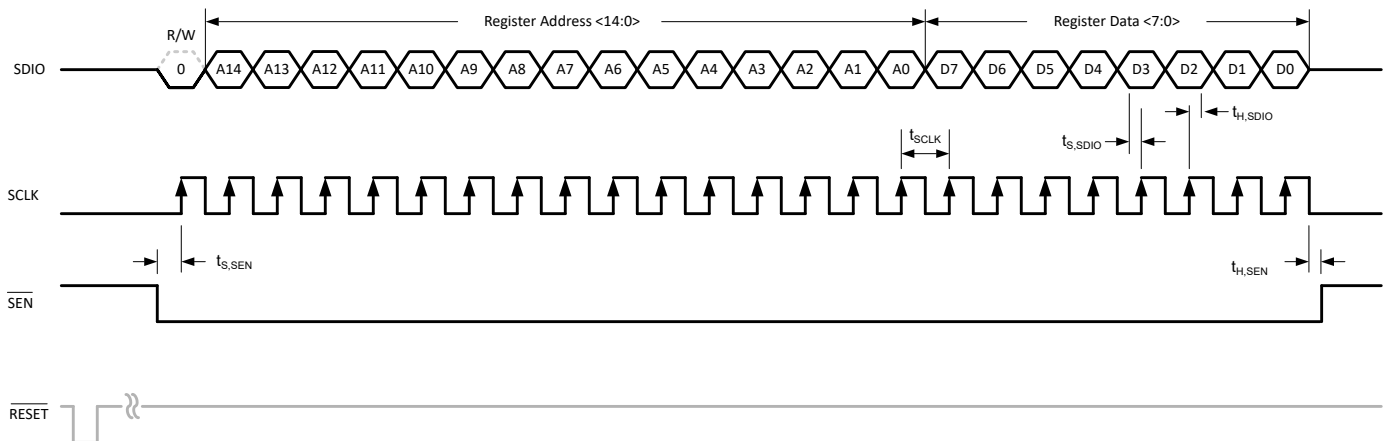 Register Address <14:0> Register Data <7:0>
R/W
SDIO 0 A14 A13 A12 A11 A10 A9 A8 A7 A6 A5 A4 A3 A2 A1 A0 D7 D6 D5 D4 D3 D2 D1 D0
tH,SDIO
tSCLK tS,SDIO
SCLK
tS,SEN tH,SEN
SEN
RESET